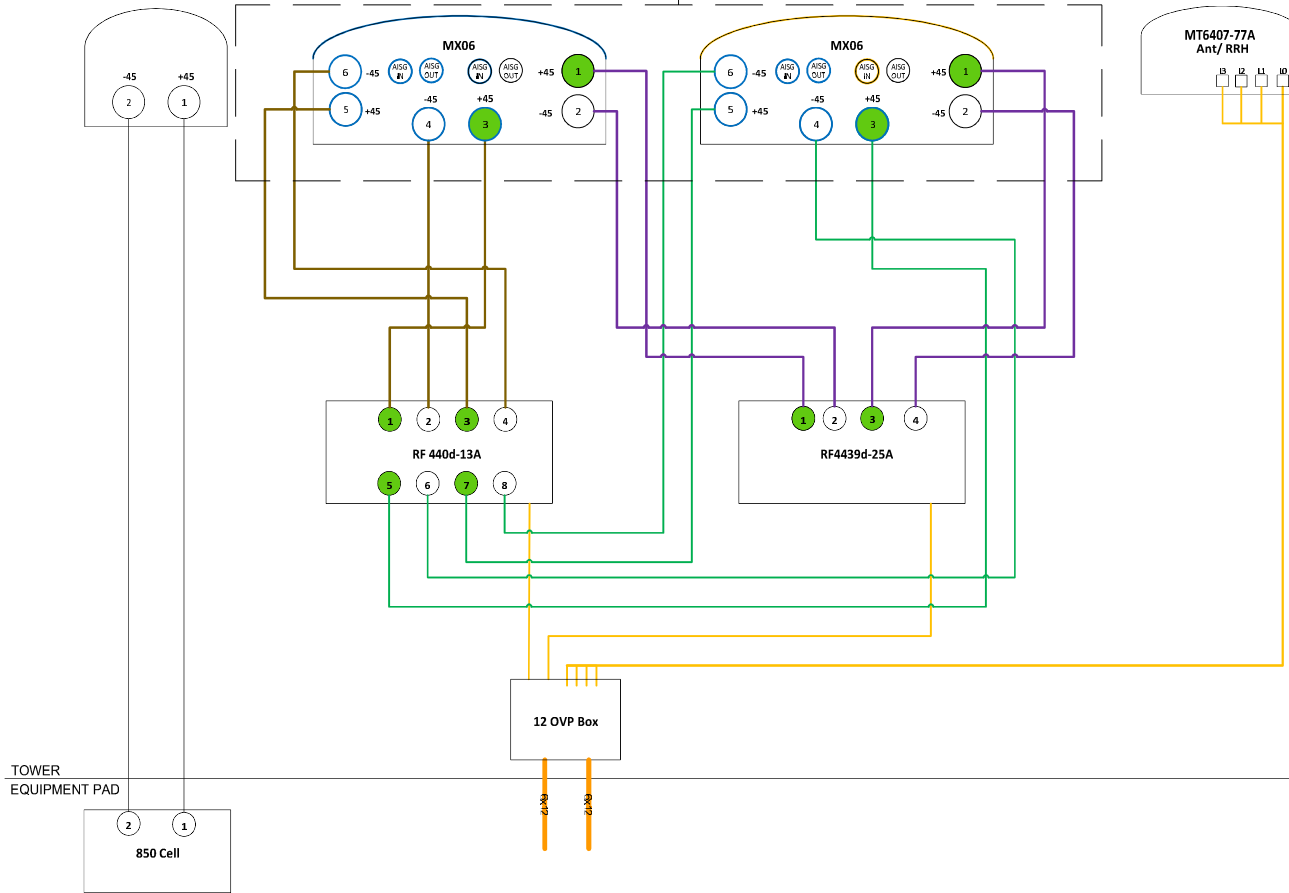 MT6407-77A
Ant/ RRH
MX06
MX06
I3 I2 L1 I0
-45 +45
6 -45 AISG IN AISG OUT AISG IN AISG OUT +45 1
6 -45 AISG IN AISG OUT AISG IN AISG OUT +45 1
2 1
5 +45 -45 +45 -45 2
5 +45 -45 +45 -45 2
4 3
4 3
1 2 3 4
1 2 3 4
RF 440d-13A
RF4439d-25A
5 6 7 8
12 OVP Box
TOWER
EQUIPMENT PAD
6x12 6x12
2 1
850 Cell